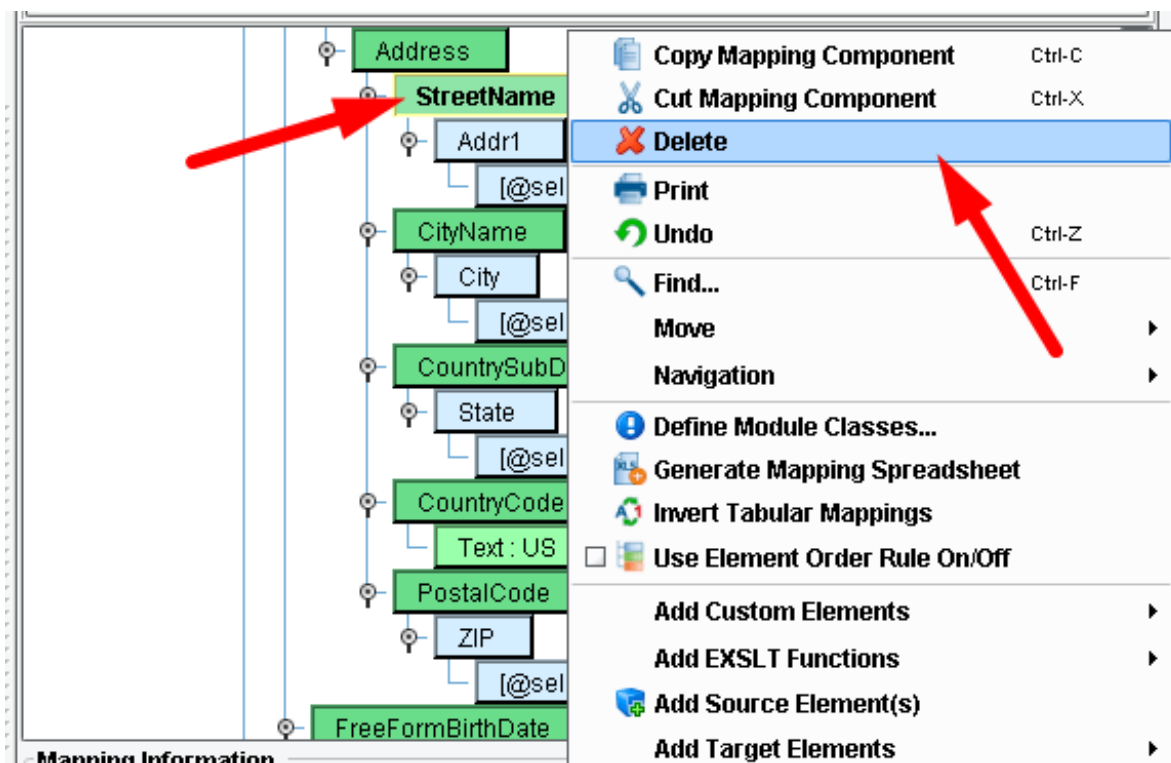 Address
StreetName
Addr1
[@sel
CityName
City
[@sel
CountrySubD
State
[@sel
CountryCode
Text : US
PostalCode
ZIP
[@sel
FreeFormBirthDate
Mapping Information
Copy Mapping Component Ctrl-C
Cut Mapping Component Ctrl-X
Delete
Print
Undo Ctrl-Z
Find... Ctrl-F
Move
Navigation
Define Module Classes...
XLS Generate Mapping Spreadsheet
Invert Tabular Mappings
Use Element Order Rule On/Off
Add Custom Elements
Add EXSLT Functions
Add Source Element(s)
Add Target Elements